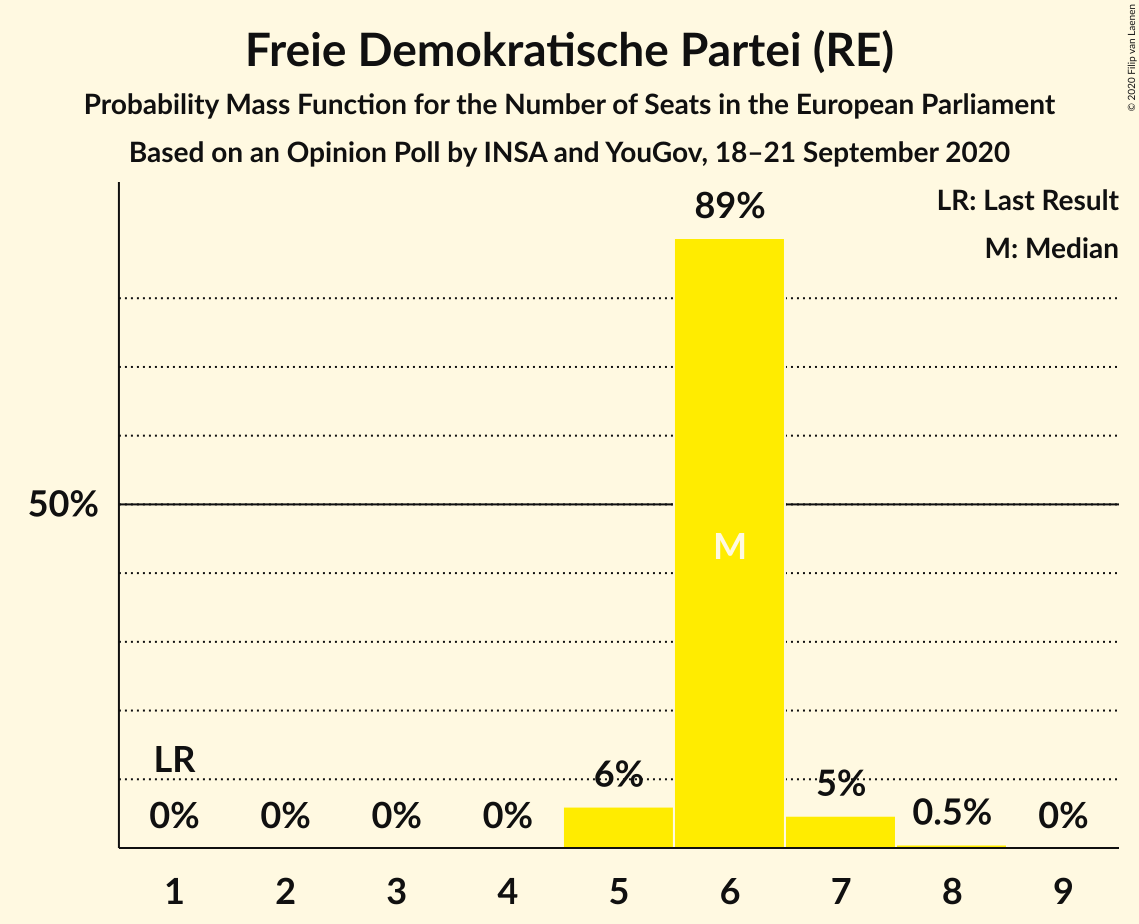 Freie Demokratische Partei (RE)
Probability Mass Function for the Number of Seats in the European Parliament
Based on an Opinion Poll by INSA and YouGov, 18–21 September 2020
© 2020 Filip van Laenen
LR: Last Result
M: Median
89%
50%
M
LR
0%
0%
0%
0%
6%
5%
0.5%
0%
1 2 3 4 5 6 7 8 9